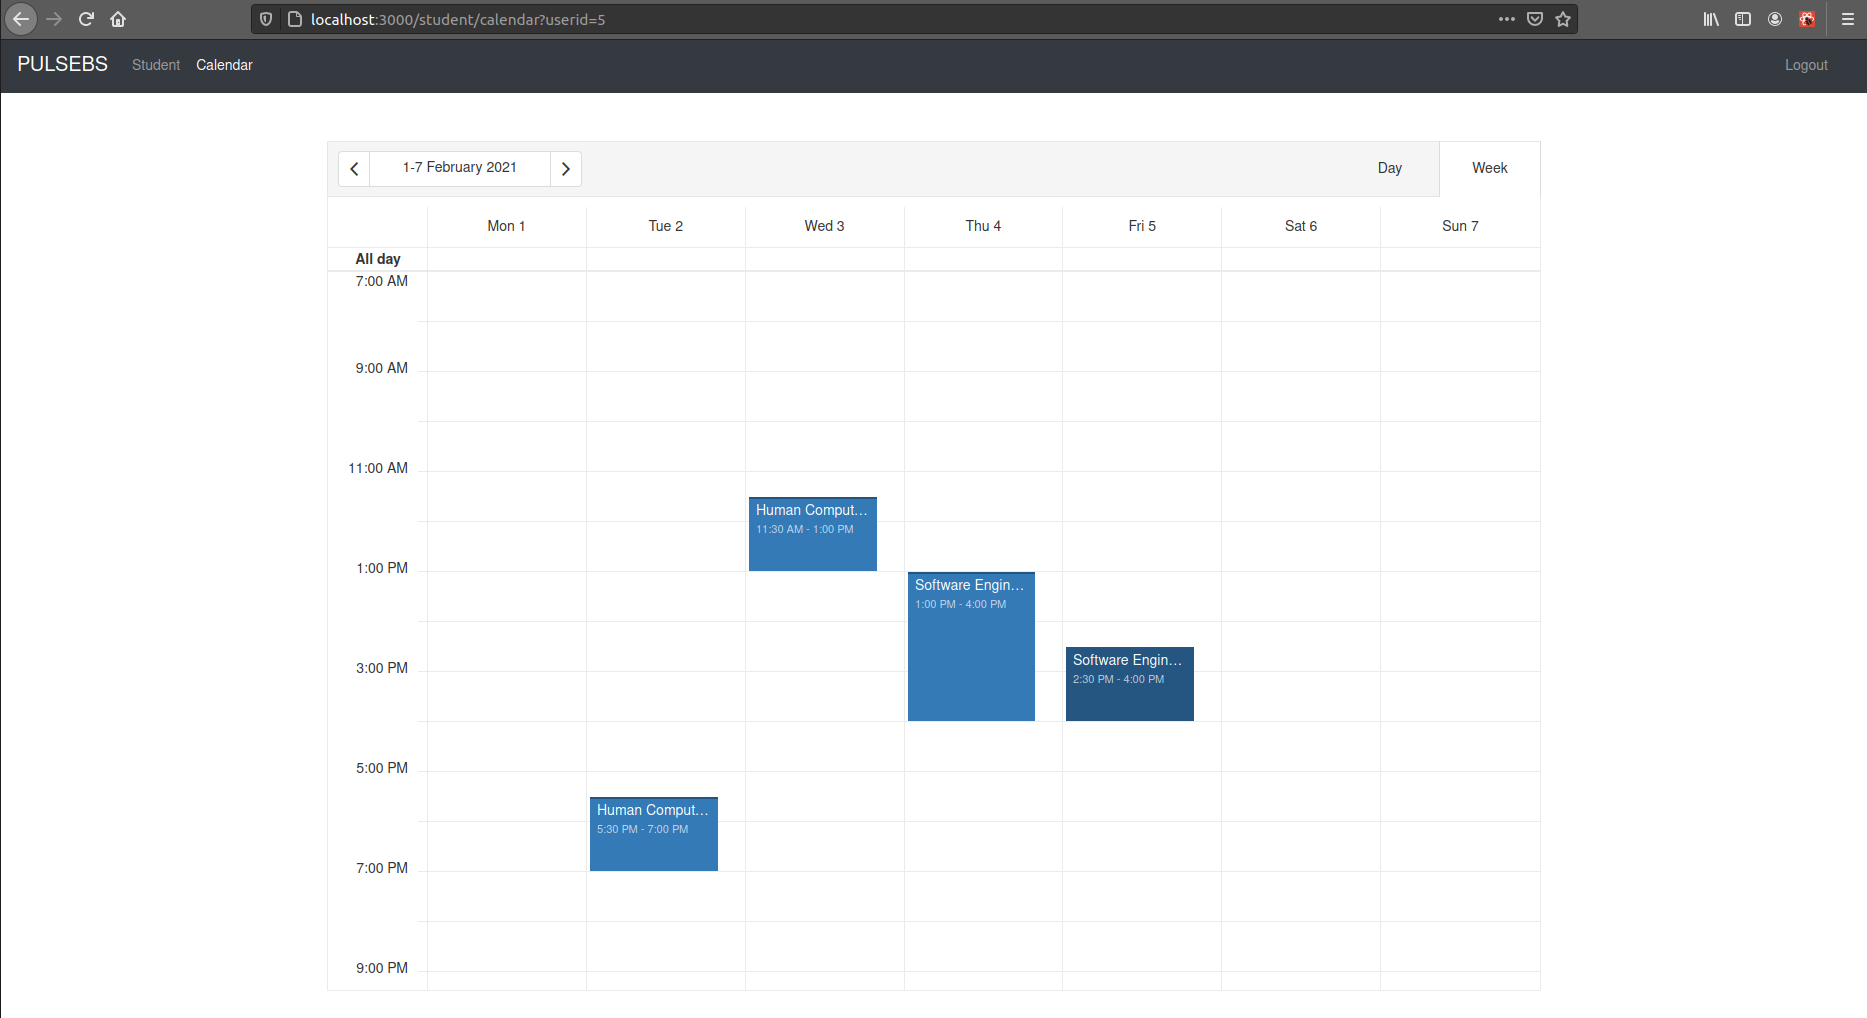 localhost:3000/student/calendar?userid=5
PULSEBS Student Calendar Logout
1-7 February 2021 Day Week
Mon 1 Tue 2 Wed 3 Thu 4 Fri 5 Sat 6 Sun 7
All day
7:00 AM
9:00 AM
11:00 AM
Human Comput…
11:30 AM - 1:00 PM
1:00 PM
Software Engin…
1:00 PM - 4:00 PM
3:00 PM
Software Engin…
2:30 PM - 4:00 PM
5:00 PM
Human Comput…
5:30 PM - 7:00 PM
7:00 PM
9:00 PM